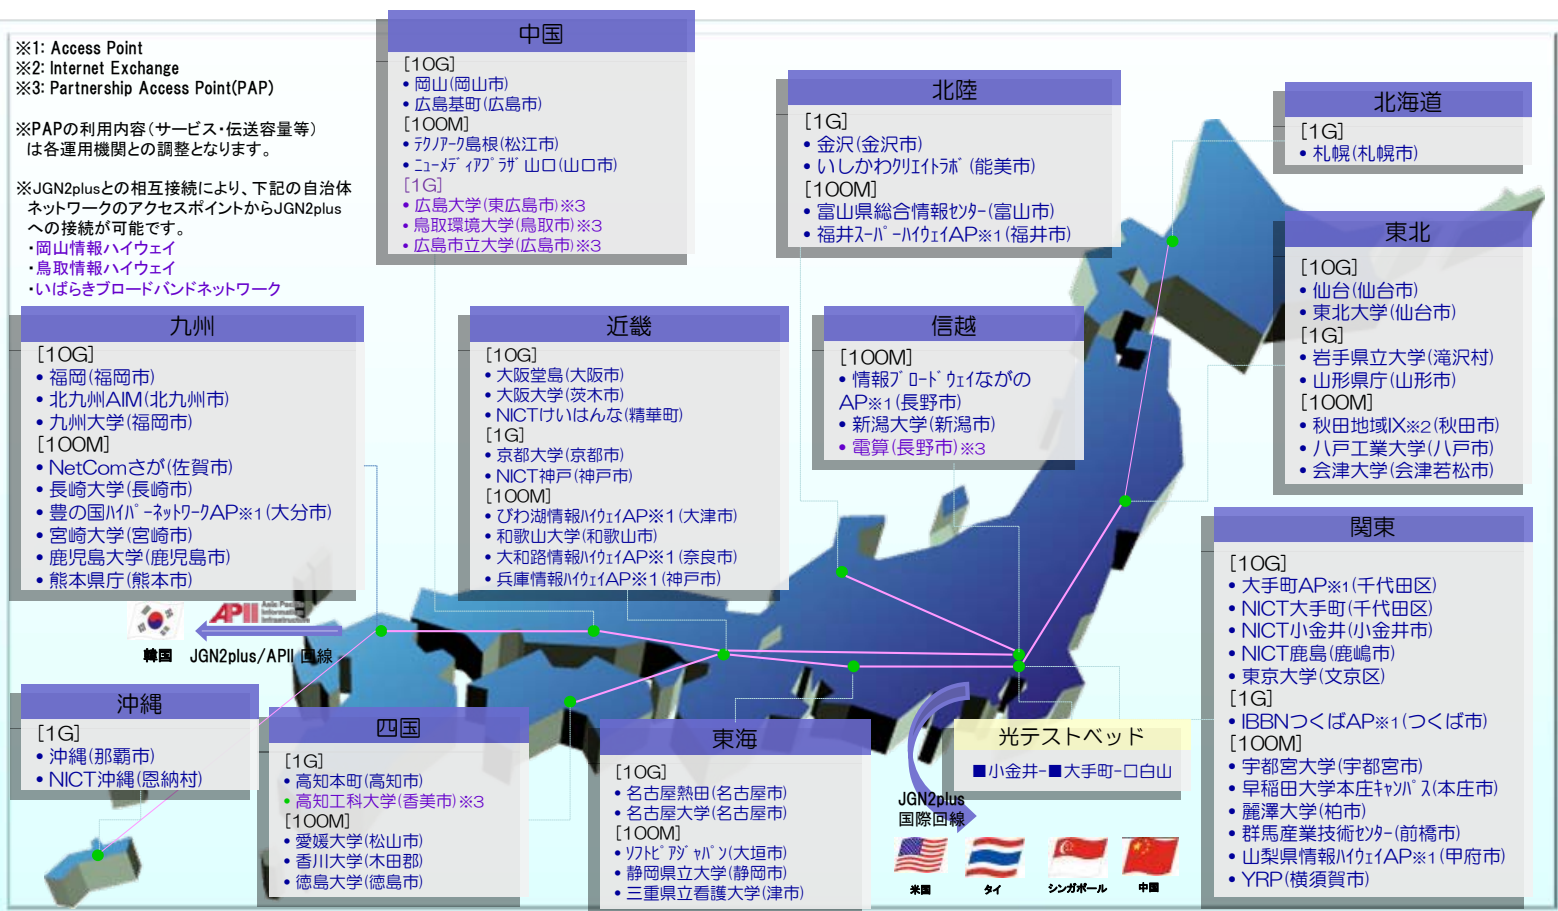 ※1: Access Point
※2: Internet Exchange
※3: Partnership Access Point(PAP)
※PAPの利用内容(サービス・伝送容量等)
は各運用機関との調整となります。
※JGN2plusとの相互接続により、下記の自治体
ネットワークのアクセスポイントからJGN2plus
への接続が可能です。
・岡山情報ハイウェイ
・鳥取情報ハイウェイ
・いばらきブロードバンドネットワーク
中国
[10G]
• 岡山(岡山市)
• 広島基町(広島市)
[100M]
• テクノアーク島根(松江市)
• ニューメディアプラザ山口(山口市)
[1G]
• 広島大学(東広島市)※3
• 鳥取環境大学(鳥取市)※3
• 広島市立大学(広島市)※3
北陸
[1G]
• 金沢(金沢市)
• いしかわクリエイトラボ(能美市)
[100M]
• 富山県総合情報センター(富山市)
• 福井スーパーハイウェイAP※1(福井市)
北海道
[1G]
• 札幌(札幌市)
東北
[10G]
• 仙台(仙台市)
• 東北大学(仙台市)
[1G]
• 岩手県立大学(滝沢村)
• 山形県庁(山形市)
[100M]
• 秋田地域IX※2(秋田市)
• 八戸工業大学(八戸市)
• 会津大学(会津若松市)
九州
[10G]
• 福岡(福岡市)
• 北九州AIM(北九州市)
• 九州大学(福岡市)
[100M]
• NetComさが(佐賀市)
• 長崎大学(長崎市)
• 豊の国ハイパーネットワークAP※1(大分市)
• 宮崎大学(宮崎市)
• 鹿児島大学(鹿児島市)
• 熊本県庁(熊本市)
近畿
[10G]
• 大阪堂島(大阪市)
• 大阪大学(茨木市)
• NICTけいはんな(精華町)
[1G]
• 京都大学(京都市)
• NICT神戸(神戸市)
[100M]
• びわ湖情報ハイウェイAP※1(大津市)
• 和歌山大学(和歌山市)
• 大和路情報ハイウェイAP※1(奈良市)
• 兵庫情報ハイウェイAP※1(神戸市)
信越
[100M]
• 情報ブロードウェイながの
AP※1(長野市)
• 新潟大学(新潟市)
• 電算(長野市)※3
関東
[10G]
• 大手町AP※1(千代田区)
• NICT大手町(千代田区)
• NICT小金井(小金井市)
• NICT鹿島(鹿嶋市)
• 東京大学(文京区)
[1G]
• IBBNつくばAP※1(つくば市)
[100M]
• 宇都宮大学(宇都宮市)
• 早稲田大学本庄キャンパス(本庄市)
• 麗澤大学(柏市)
• 群馬産業技術センター(前橋市)
• 山梨県情報ハイウェイAP※1(甲府市)
• YRP(横須賀市)
APII Asia Pacific
Information
Infrastructure
韓国 JGN2plus/APII 回線
沖縄
[1G]
• 沖縄(那覇市)
• NICT沖縄(恩納村)
四国
[1G]
• 高知本町(高知市)
• 高知工科大学(香美市)※3
[100M]
• 愛媛大学(松山市)
• 香川大学(木田郡)
• 徳島大学(徳島市)
東海
[10G]
• 名古屋熱田(名古屋市)
• 名古屋大学(名古屋市)
[100M]
• ソフトピアジャパン(大垣市)
• 静岡県立大学(静岡市)
• 三重県立看護大学(津市)
光テストベッド
■小金井-■大手町-□白山
JGN2plus
国際回線
米国 タイ シンガポール 中国